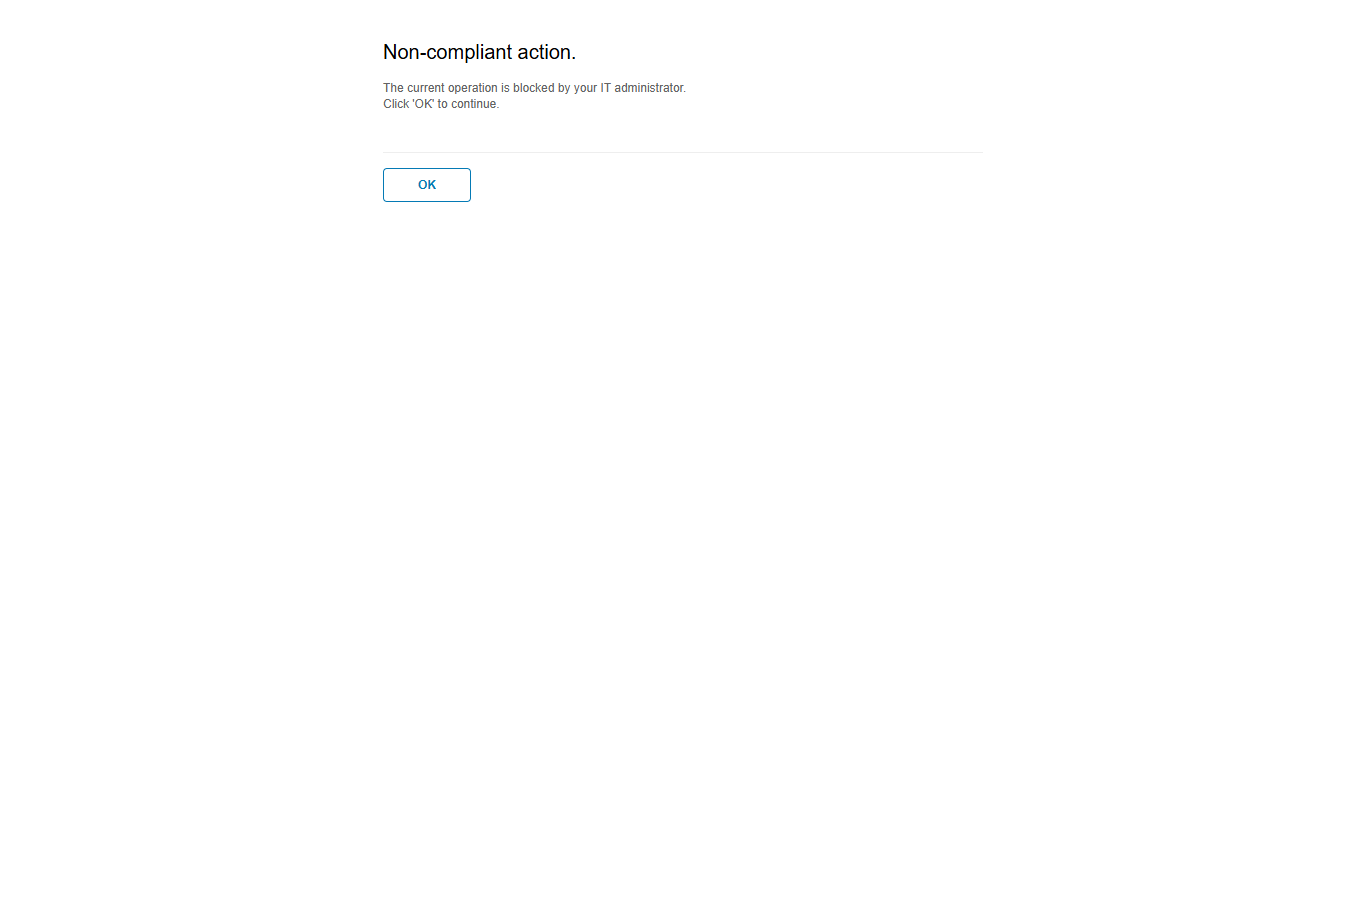 Non-compliant action.
The current operation is blocked by your IT administrator.
Click 'OK' to continue.
OK